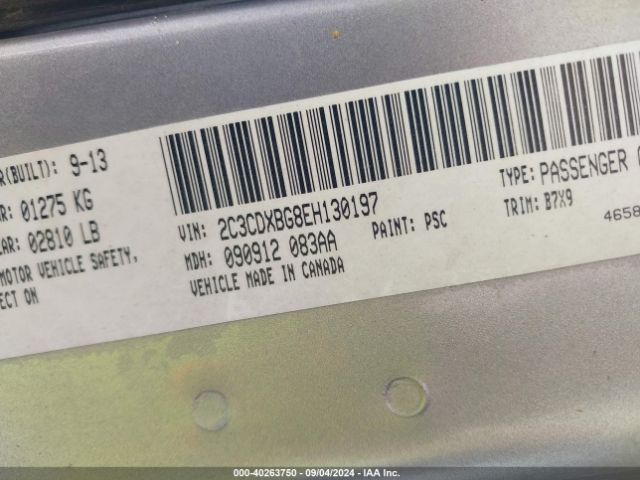 R(BUILT): 9-13
R: 01275 KG
AR: 02810 LB
MOTOR VEHICLE SAFETY,
ECT ON
VIN: 2C3CDXBG8EH130197
MDH: 090912 083AA
VEHICLE MADE IN CANADA
PAINT: PSC
TYPE: PASSENGER
TRIM: B7X9
4658
000-40263750 - 09/04/2024 - IAA Inc.